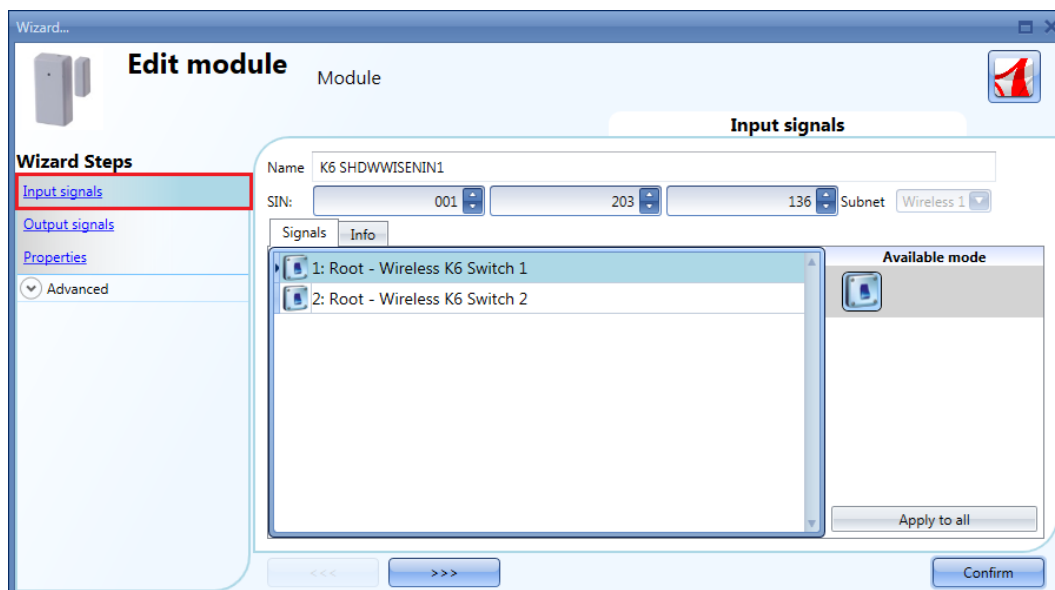 Wizard...
Edit module
Module
Input signals
Wizard Steps
Input signals
Output signals
Properties
Advanced
Name K6 SHDWWISENIN1
SIN: 001 203 136 Subnet Wireless 1
Signals Info
1: Root - Wireless K6 Switch 1
2: Root - Wireless K6 Switch 2
Available mode
Apply to all
<<< >>> Confirm